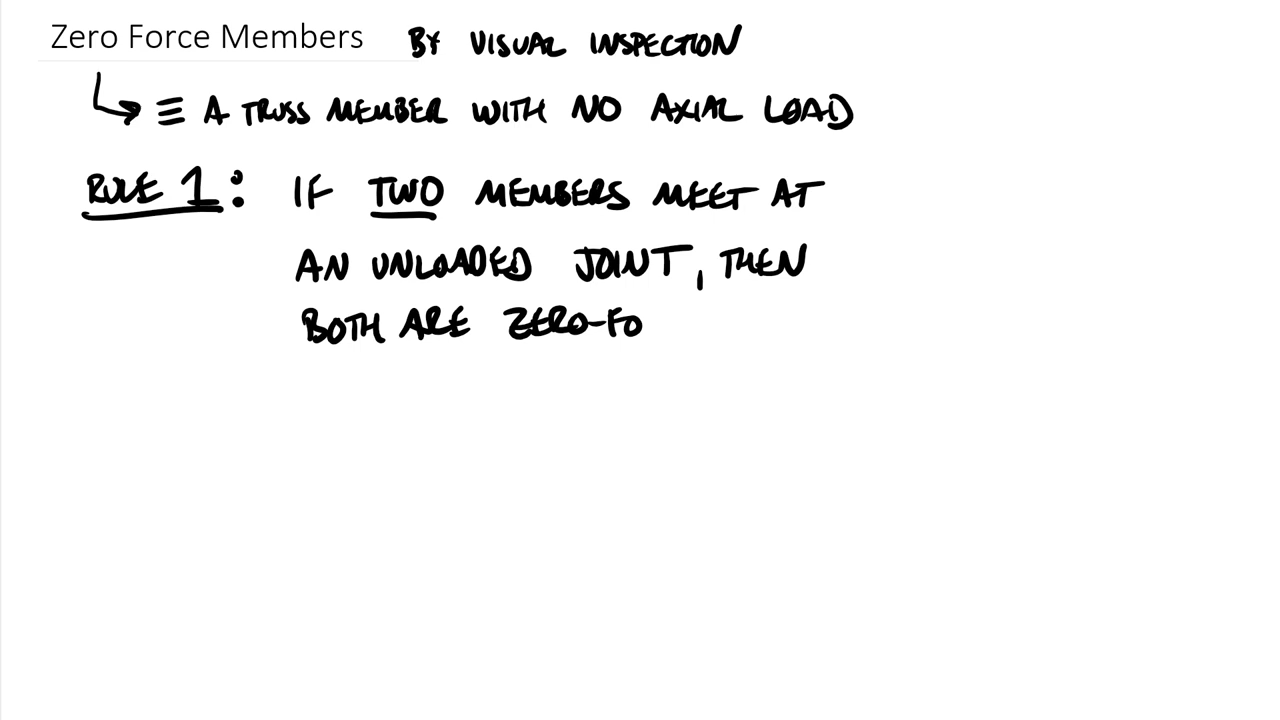 Zero Force Members BY VISUAL INSPECTION
≡ A TRUSS MEMBER WITH NO AXIAL LOAD
RULE 1: IF TWO MEMBERS MEET AT
AN UNLOADED JOINT, THEN
BOTH ARE ZERO-FO